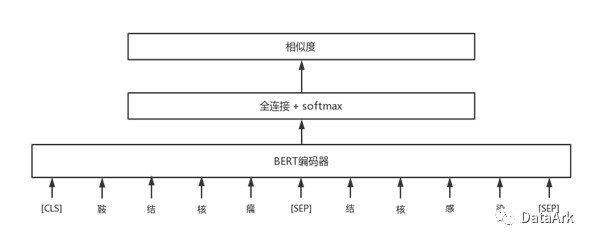 相似度
全连接 + softmax
BERT编码器
[CLS] 鞍 结 核 瘤 [SEP] 结 核 感 染 [SEP]
DataArk